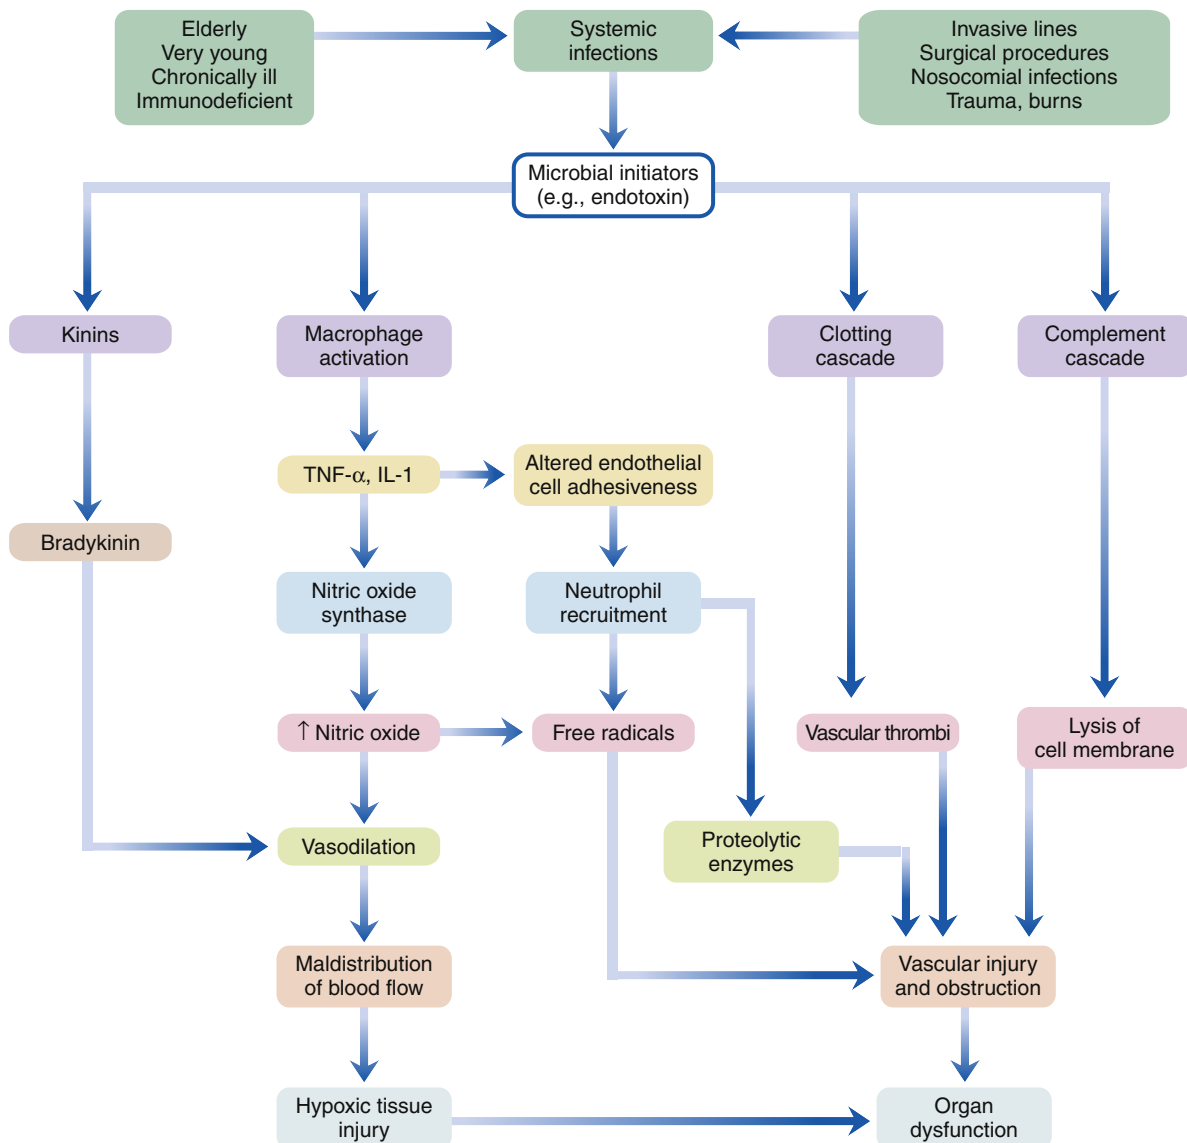 Elderly
Very young
Chronically ill
Immunodeficient
Systemic
infections
Invasive lines
Surgical procedures
Nosocomial infections
Trauma, burns
Microbial initiators
(e.g., endotoxin)
Kinins
Macrophage
activation
Clotting
cascade
Complement
cascade
TNF-α, IL-1
Altered endothelial
cell adhesiveness
Bradykinin
Nitric oxide
synthase
Neutrophil
recruitment
↑ Nitric oxide
Free radicals
Vascular thrombi
Lysis of
cell membrane
Vasodilation
Proteolytic
enzymes
Maldistribution
of blood flow
Vascular injury
and obstruction
Hypoxic tissue
injury
Organ
dysfunction